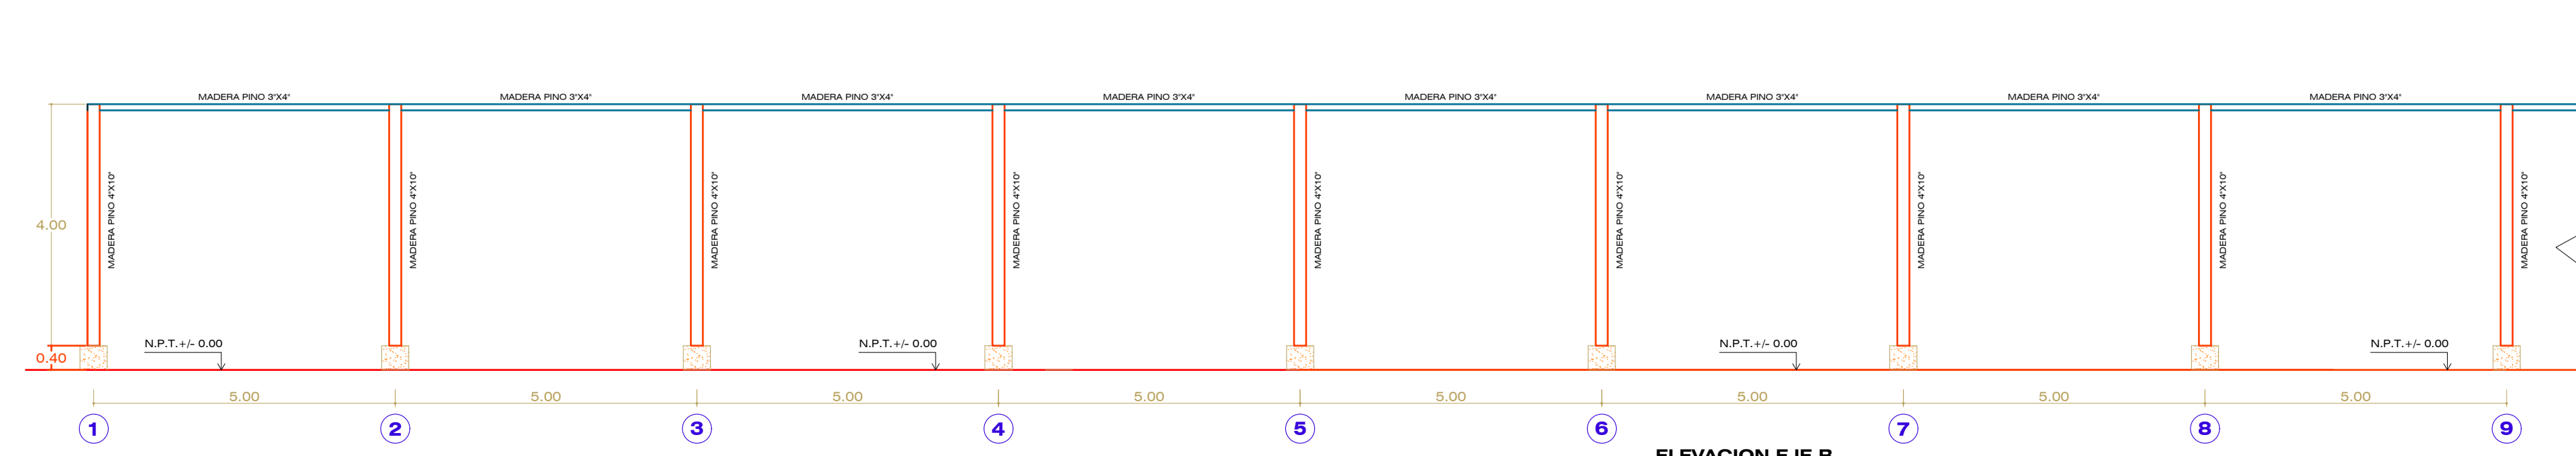 MADERA PINO 3"X4" MADERA PINO 3"X4" MADERA PINO 3"X4" MADERA PINO 3"X4" MADERA PINO 3"X4" MADERA PINO 3"X4" MADERA PINO 3"X4" MADERA PINO 3"X4"
MADERA PINO 4"X10"
MADERA PINO 4"X10"
MADERA PINO 4"X10"
MADERA PINO 4"X10"
MADERA PINO 4"X10"
MADERA PINO 4"X10"
MADERA PINO 4"X10"
MADERA PINO 4"X10"
MADERA PINO 4"X10"
4.00
N.P.T.+/- 0.00 N.P.T.+/- 0.00 N.P.T.+/- 0.00 N.P.T.+/- 0.00
0.40
5.00 5.00 5.00 5.00 5.00 5.00 5.00 5.00
1 2 3 4 5 6 7 8 9
ELEVACION EJE B